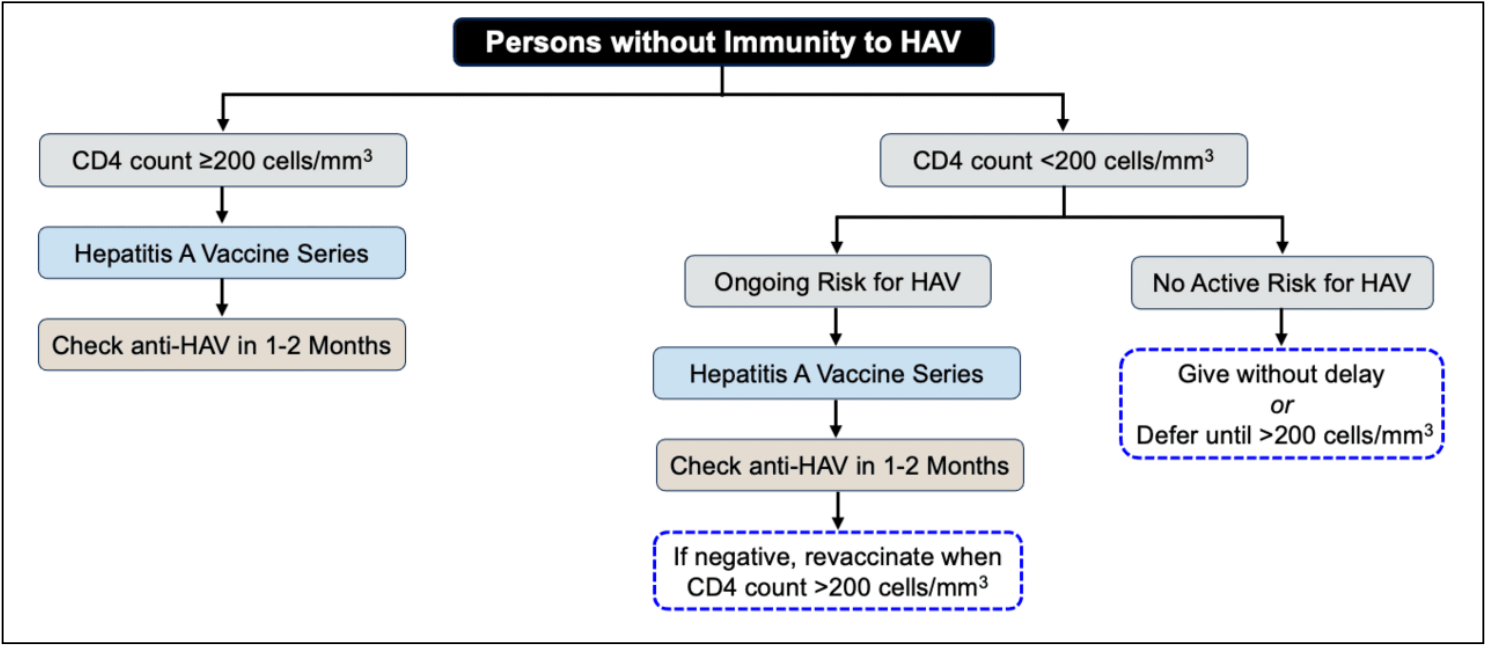 Persons without Immunity to HAV
CD4 count ≥200 cells/mm³
Hepatitis A Vaccine Series
Check anti-HAV in 1-2 Months
CD4 count <200 cells/mm³
Ongoing Risk for HAV
Hepatitis A Vaccine Series
Check anti-HAV in 1-2 Months
If negative, revaccinate when
CD4 count >200 cells/mm³
No Active Risk for HAV
Give without delay
or
Defer until >200 cells/mm³